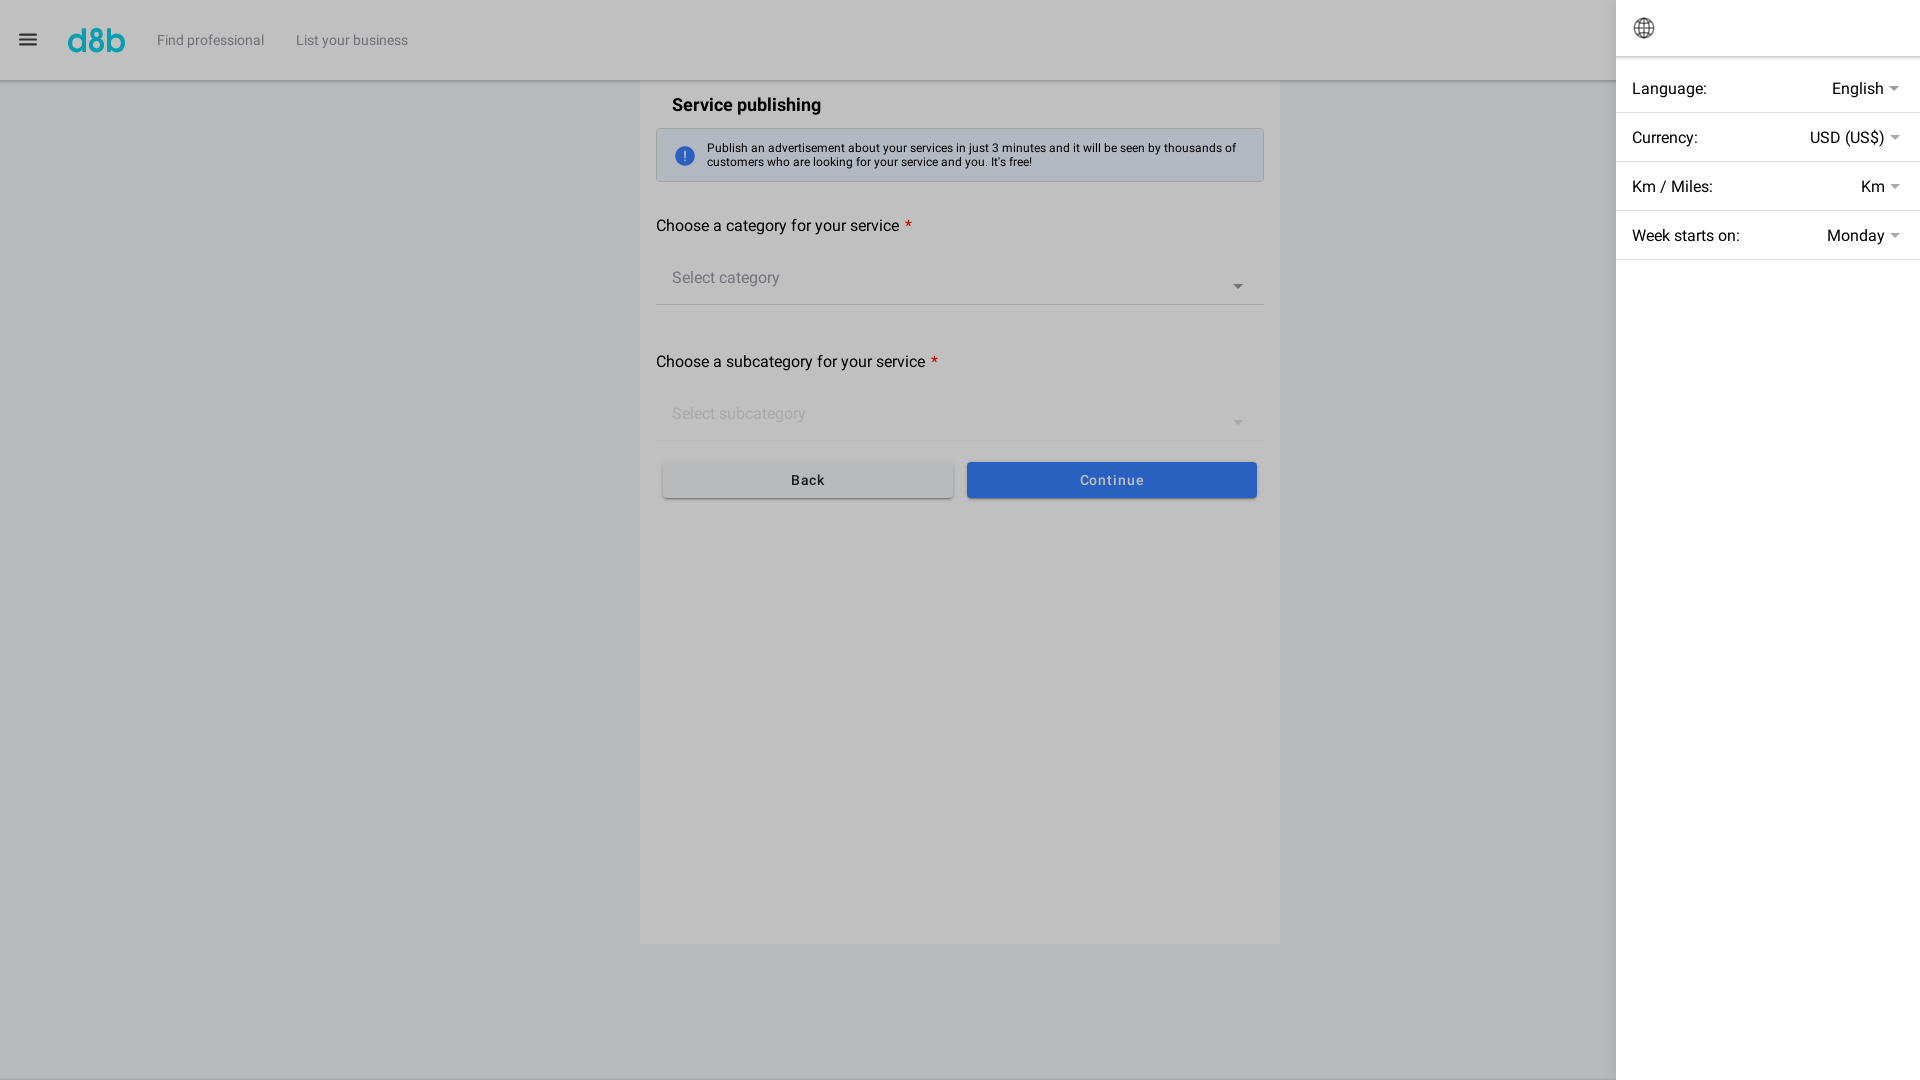 d8b
Find professional
List your business
Service publishing
Publish an advertisement about your services in just 3 minutes and it will be seen by thousands of
customers who are looking for your service and you. It's free!
Choose a category for your service *
Select category
Choose a subcategory for your service *
Select subcategory
Back
Continue
Language: English
Currency: USD (US$)
Km / Miles: Km
Week starts on: Monday